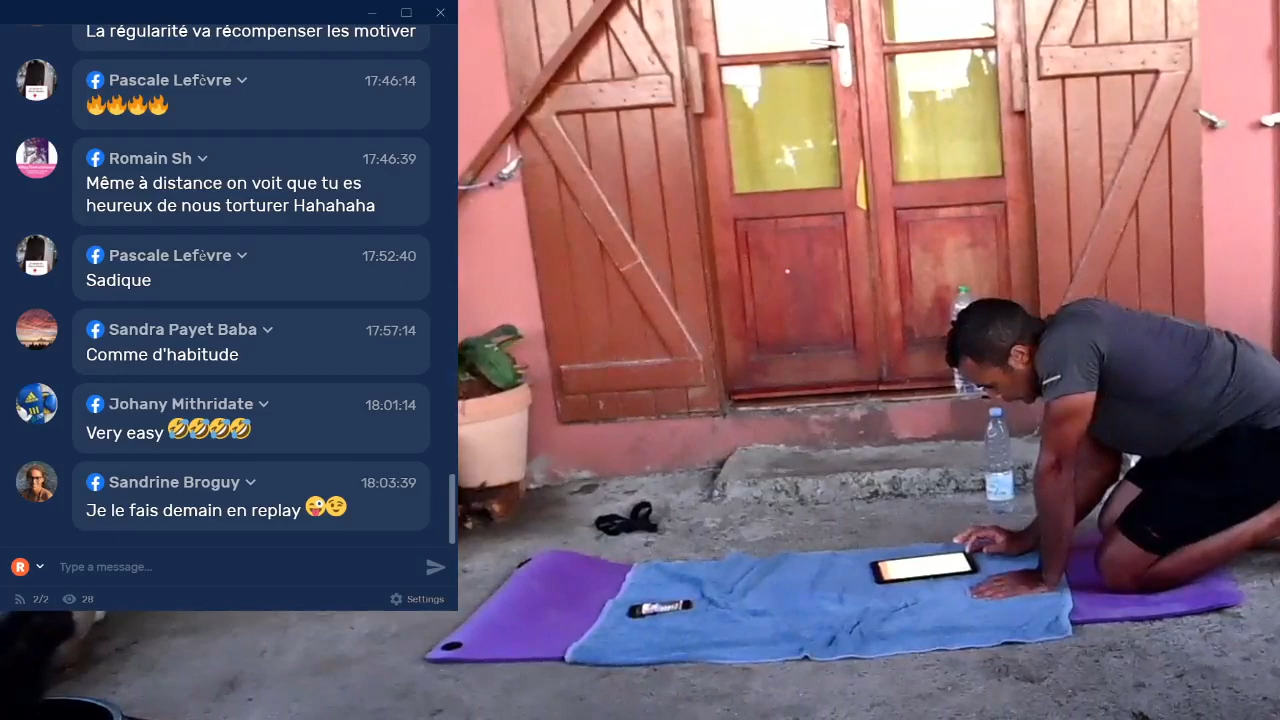 La régularité va récompenser les motiver
Pascale Lefèvre 17:46:14
🔥🔥🔥🔥
Romain Sh 17:46:39
Même à distance on voit que tu es
heureux de nous torturer Hahahaha
Pascale Lefèvre 17:52:40
Sadique
Sandra Payet Baba 17:57:14
Comme d'habitude
Johany Mithridate 18:01:14
Very easy 🤣🤣🤣🤣
Sandrine Broguy 18:03:39
Je le fais demain en replay 😜😉
R Type a message...
2/2 28 Settings